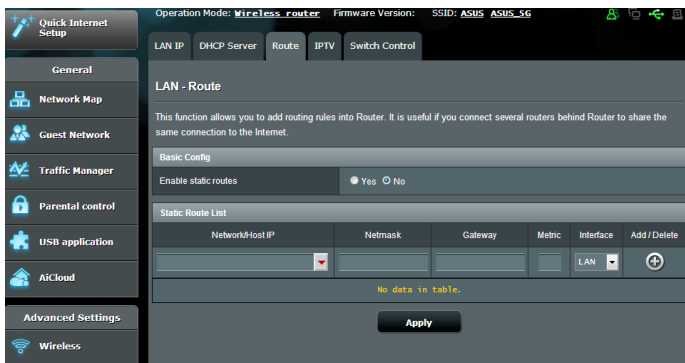 Quick Internet
Setup
General
Network Map
Guest Network
Traffic Manager
Parental control
USB application
AiCloud
Advanced Settings
Wireless
Operation Mode: Wireless router Firmware Version: SSID: ASUS ASUS_5G
LAN IP DHCP Server Route IPTV Switch Control
LAN - Route
This function allows you to add routing rules into Router. It is useful if you connect several routers behind Router to share the
same connection to the Internet.
Basic Config
Enable static routes Yes No
Static Route List
Network/Host IP Netmask Gateway Metric Interface Add / Delete
LAN
No data in table.
Apply